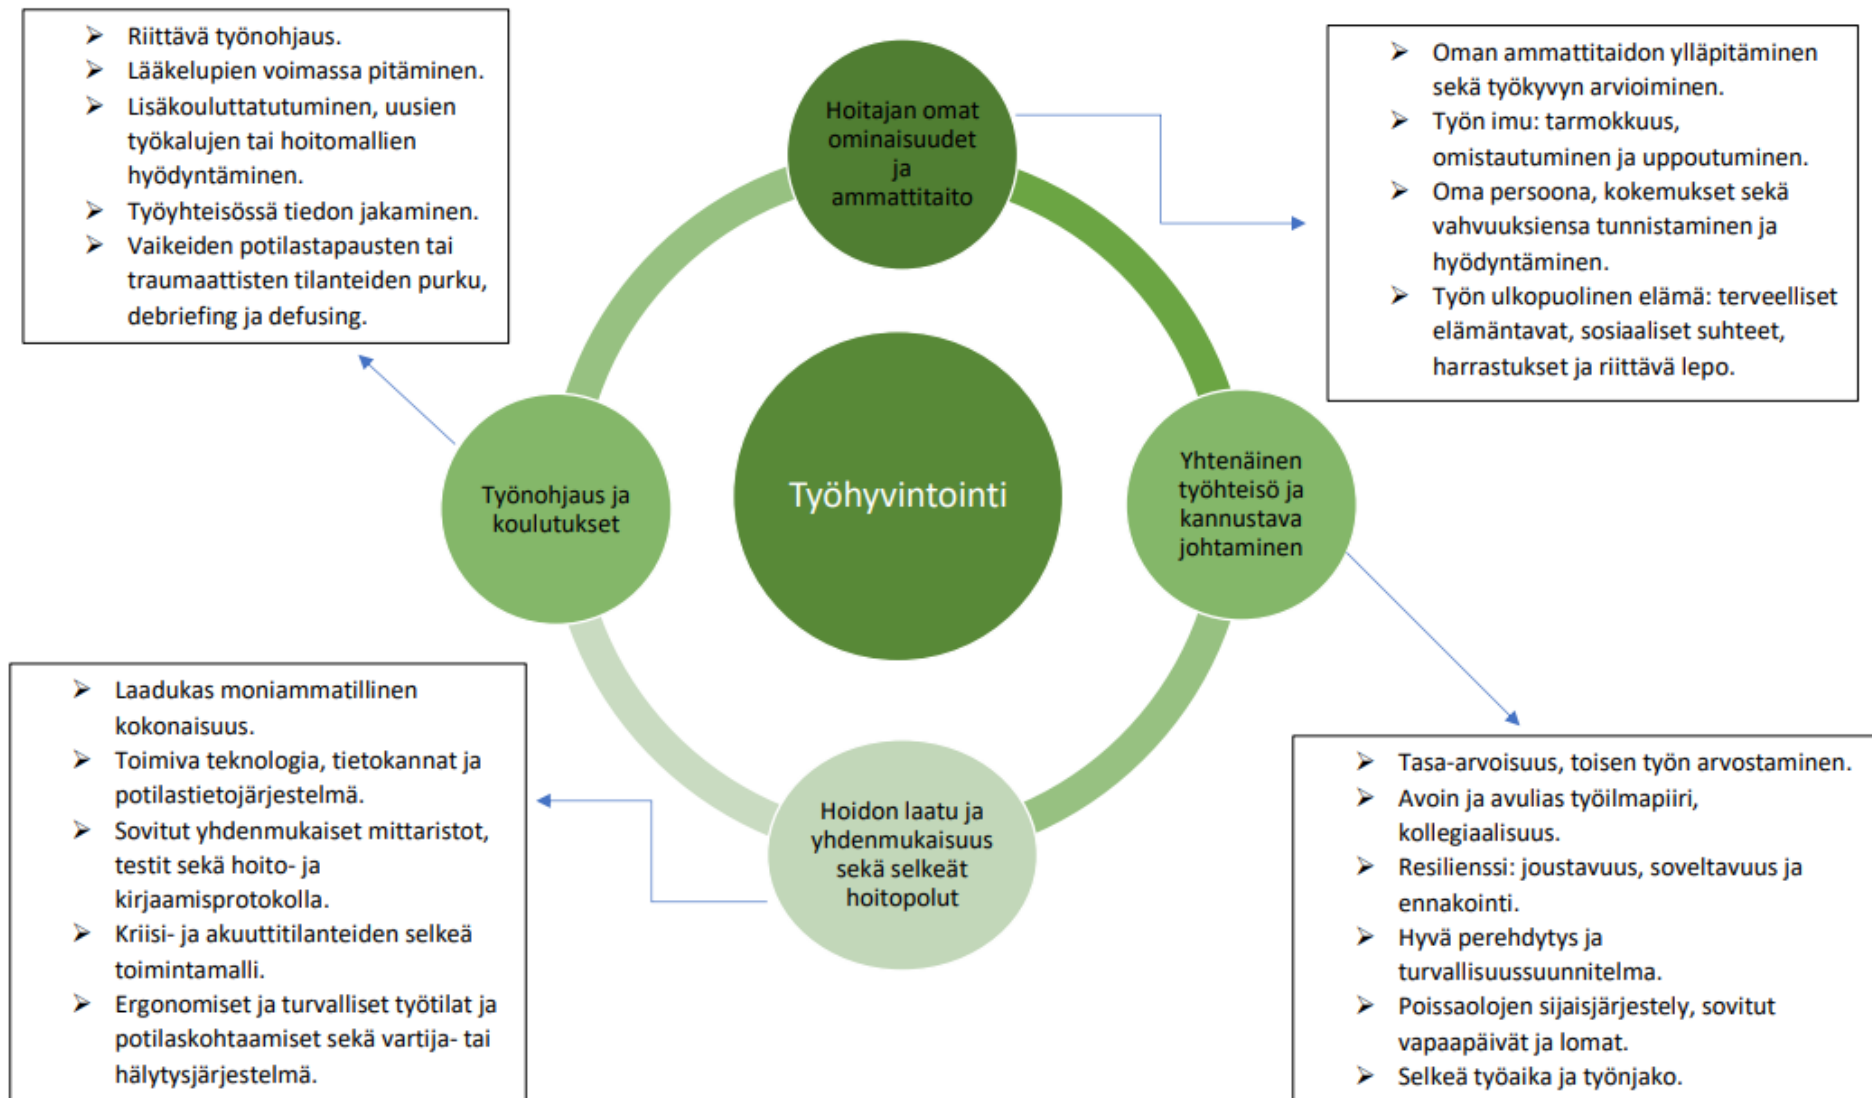 ➢ Riittävä työnohjaus.
➢ Lääkelupien voimassa pitäminen.
➢ Lisäkouluttatutuminen, uusien
työkalujen tai hoitomallien
hyödyntäminen.
➢ Työyhteisössä tiedon jakaminen.
➢ Vaikeiden potilastapausten tai
traumaattisten tilanteiden purku,
debriefing ja defusing.
Hoitajan omat
ominaisuudet
ja
ammattitaito
➢ Oman ammattitaidon ylläpitäminen
sekä työkyvyn arvioiminen.
➢ Työn imu: tarmokkuus,
omistautuminen ja uppoutuminen.
➢ Oma persoona, kokemukset sekä
vahvuuksiensa tunnistaminen ja
hyödyntäminen.
➢ Työn ulkopuolinen elämä: terveelliset
elämäntavat, sosiaaliset suhteet,
harrastukset ja riittävä lepo.
Työnohjaus ja
koulutukset
Työhyvintointi
Yhtenäinen
työhteisö ja
kannustava
johtaminen
➢ Laadukas moniammatillinen
kokonaisuus.
➢ Toimiva teknologia, tietokannat ja
potilastietojärjestelmä.
➢ Sovitut yhdenmukaiset mittaristot,
testit sekä hoito- ja
kirjaamisprotokolla.
➢ Kriisi- ja akuuttitilanteiden selkeä
toimintamalli.
➢ Ergonomiset ja turvalliset työtilat ja
potilaskohtaamiset sekä vartija- tai
hälytysjärjestelmä.
Hoidon laatu ja
yhdenmukaisuus
sekä selkeät
hoitopolut
➢ Tasa-arvoisuus, toisen työn arvostaminen.
➢ Avoin ja avulias työilmapiiri,
kollegiaalisuus.
➢ Resilienssi: joustavuus, soveltavuus ja
ennakointi.
➢ Hyvä perehdytys ja
turvallisuussuunnitelma.
➢ Poissaolojen sijaisjärjestely, sovitut
vapaapäivät ja lomat.
➢ Selkeä työaika ja työnjako.